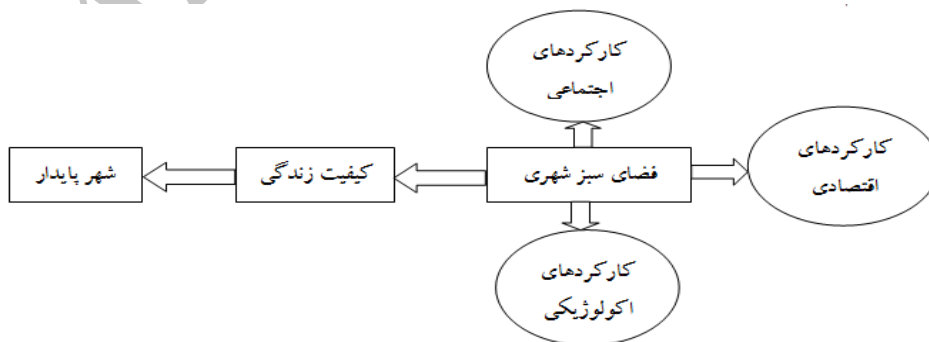 کارکردهای
اجتماعی
کارکردهای
اقتصادی
فضای سبز شهری
کیفیت زندگی
شهر پایدار
کارکردهای
اکولوژیکی